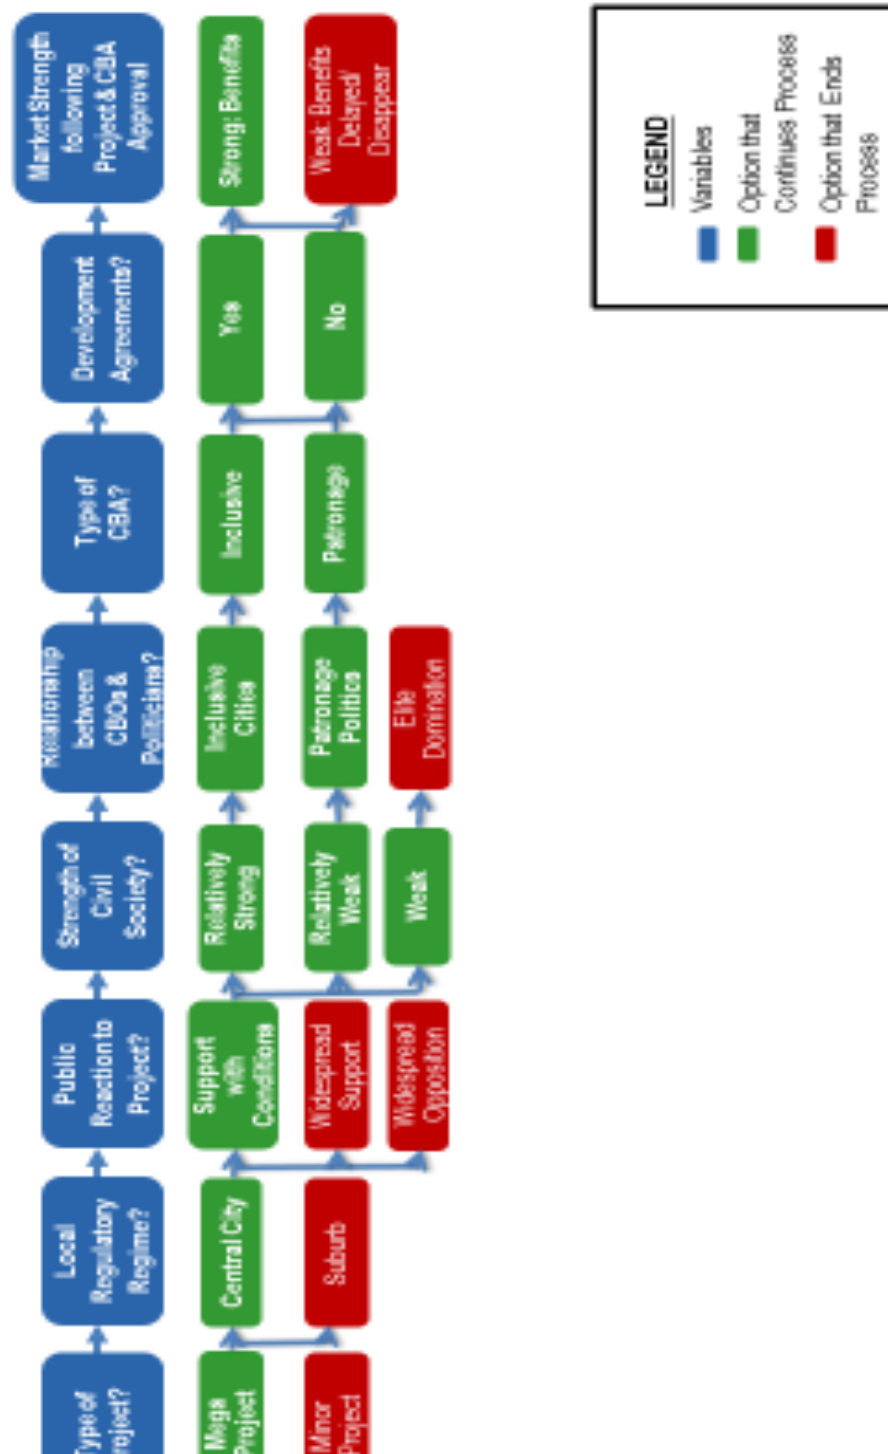 Type of
roject?
Local
Regulatory
Regime?
Public
Reaction to
Project?
Strength of
Civil
Society?
Relationship
between
CBOs &
Politicians?
Type of
CBA?
Development
Agreements?
Market Strength
following
Project & CBA
Approval
Mega
Project
Central City
Support
with
Conditions
Relatively
Strong
Inclusive
Cities
Inclusive
Yes
Strong: Benefits
Minor
Project
Suburb
Widespread
Support
Relatively
Weak
Patronage
Politics
Patronage
No
Weak: Benefits
Delayed/
Disappear
Widespread
Opposition
Weak
Elite
Domination
LEGEND
Variables
Option that
Continues Process
Option that Ends
Process